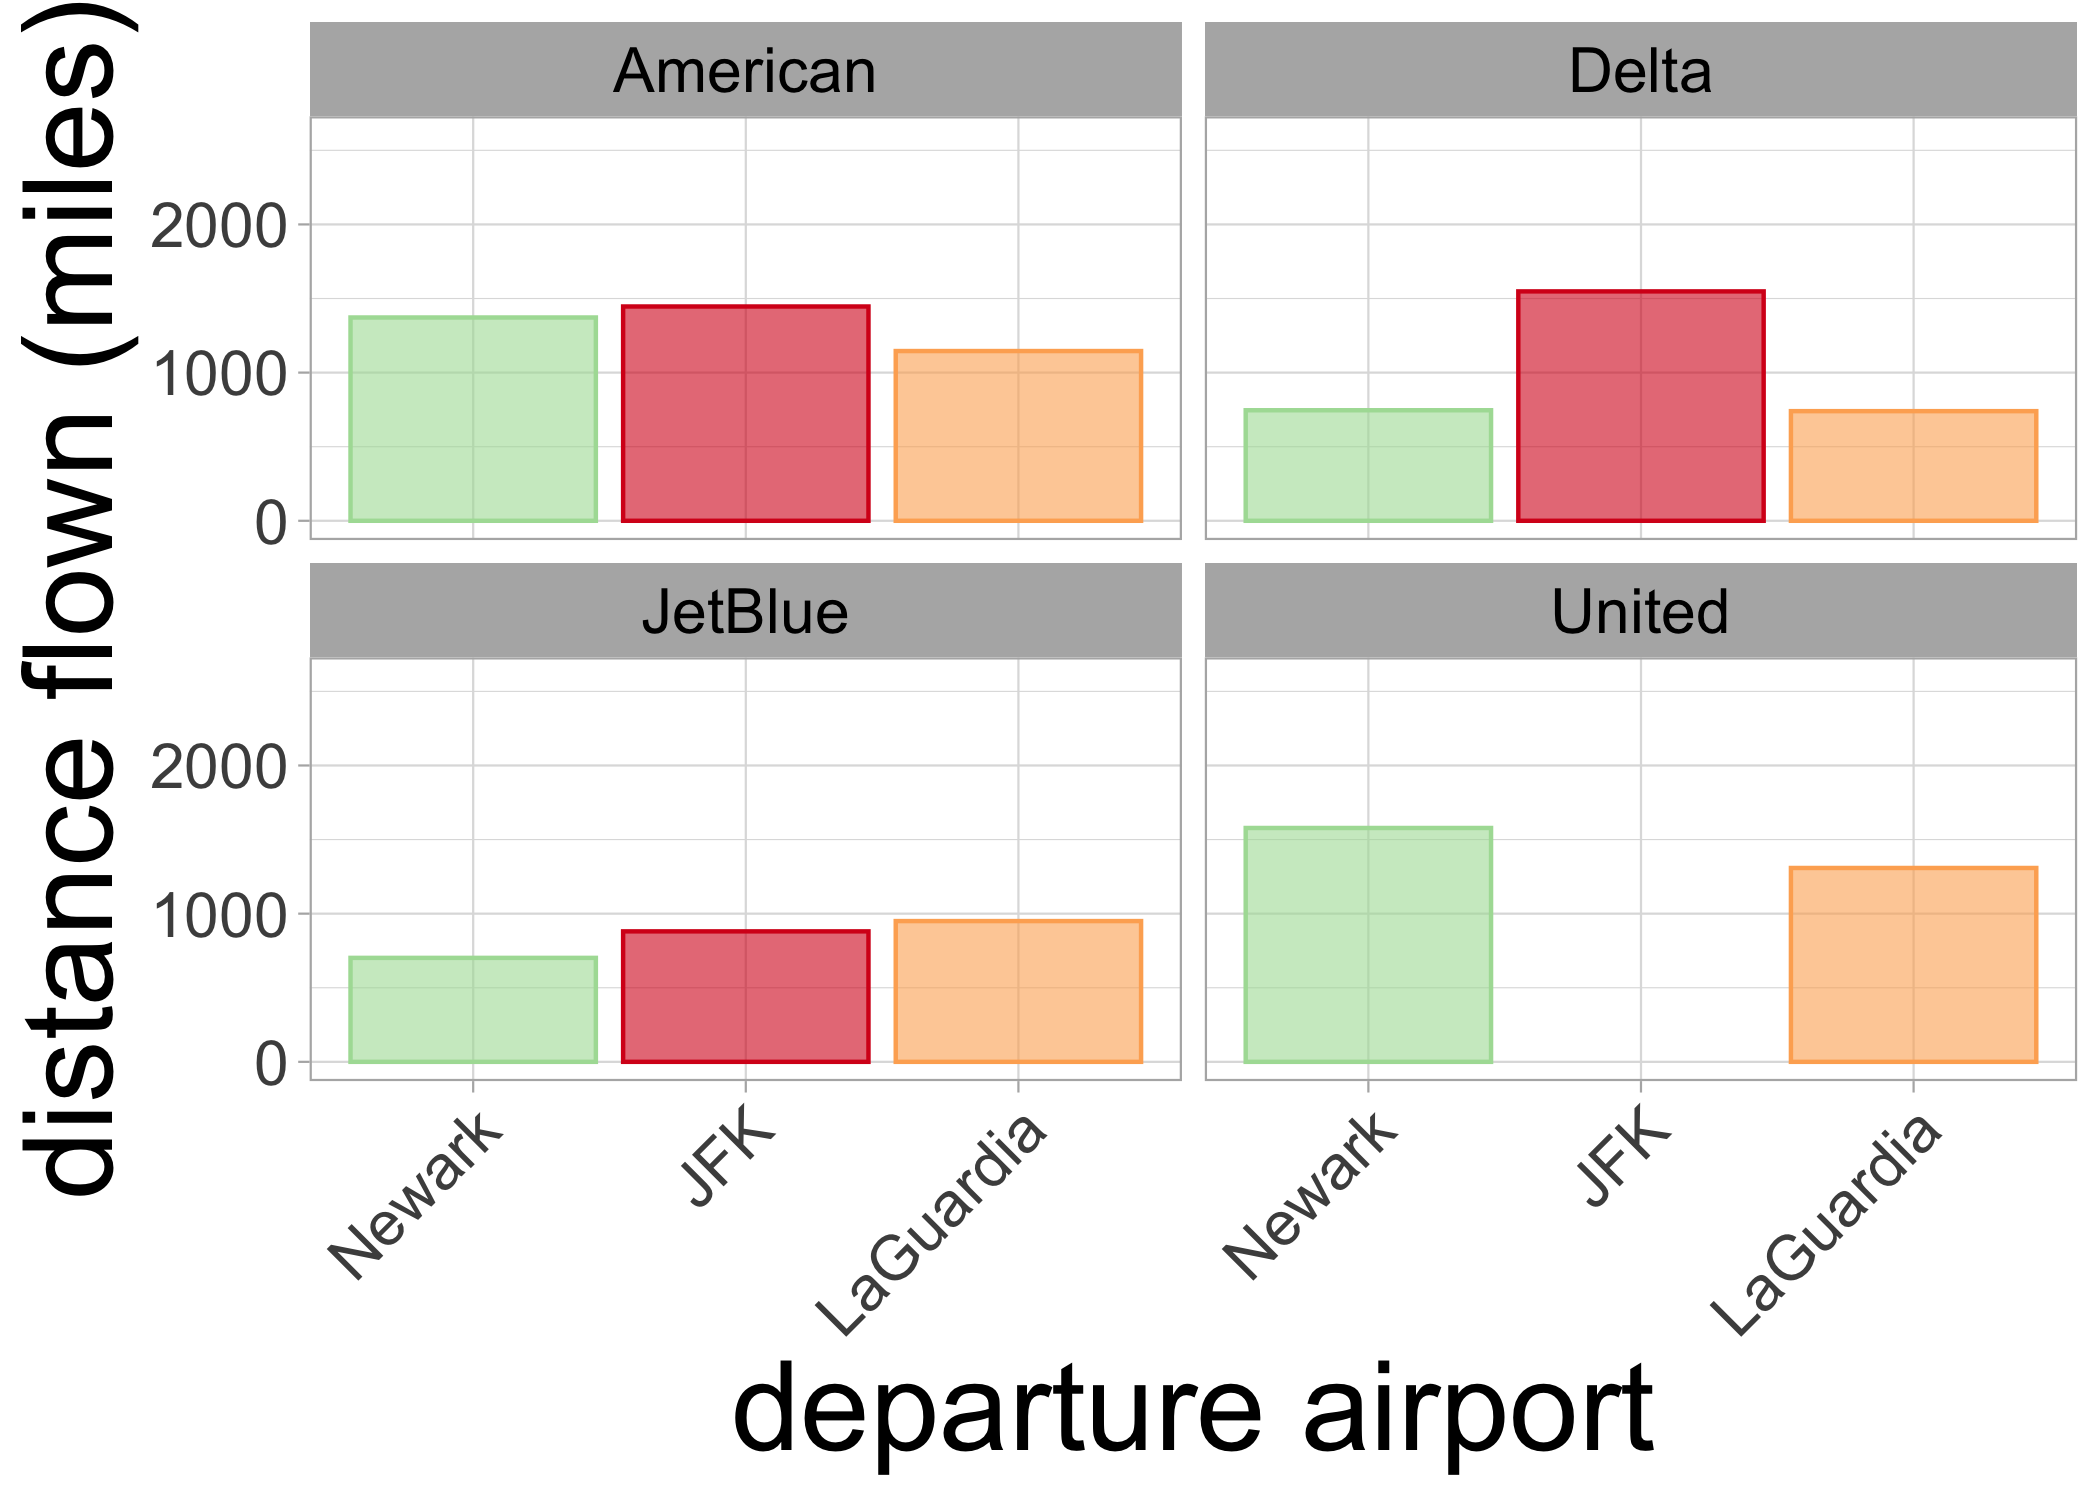 distance flown (miles)
American
Delta
2000
1000
0
JetBlue
United
2000
1000
0
Newark
JFK
LaGuardia
Newark
JFK
LaGuardia
departure airport